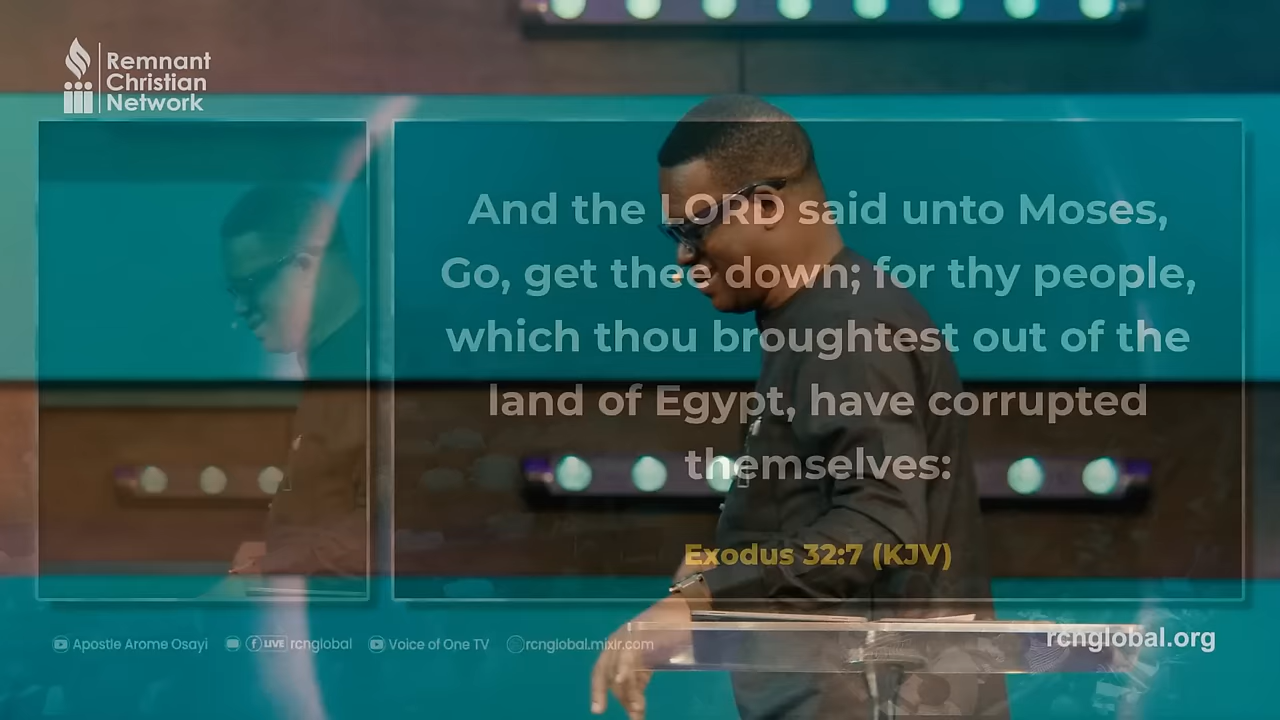 Remnant
Christian
Network
And the LORD said unto Moses,
Go, get thee down; for thy people,
which thou broughtest out of the
land of Egypt, have corrupted
themselves:
Exodus 32:7 (KJV)
Apostle Arome Osayi LIVE rcnglobal Voice of One TV rcnglobal.mixlr.com
rcnglobal.org